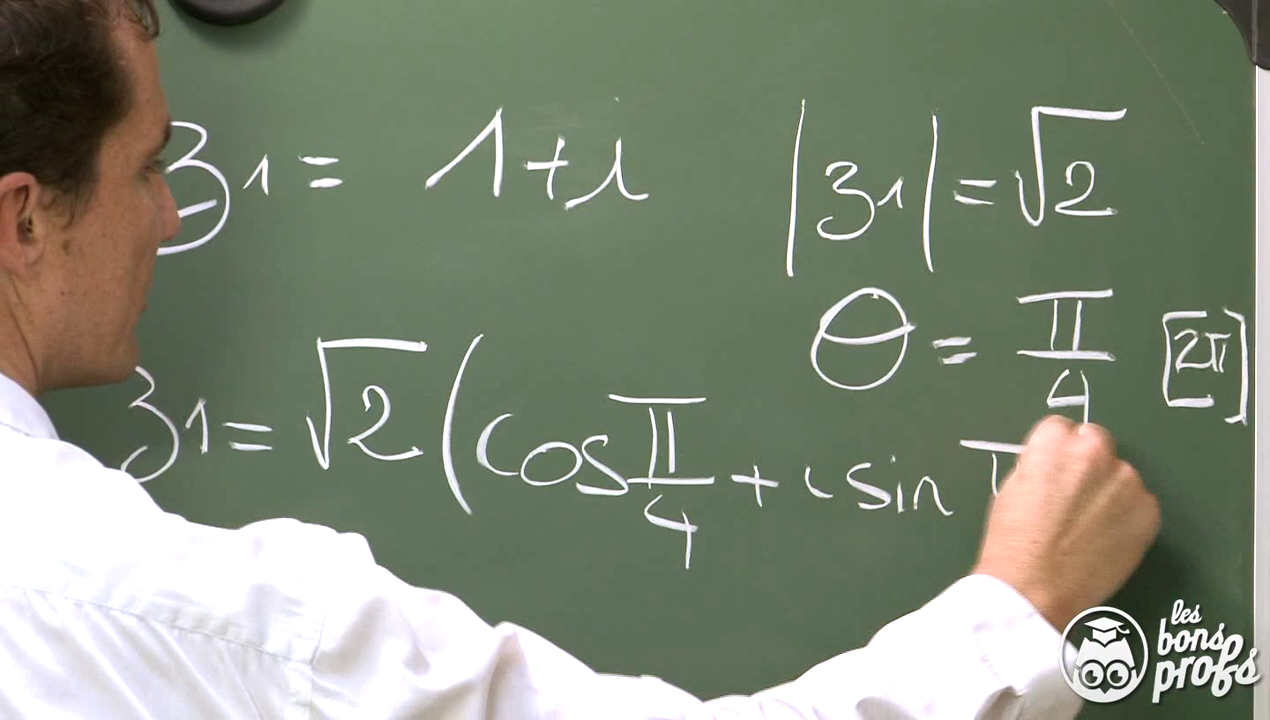 z1 = 1+i
|z1| = √2
θ = π/4 [2π]
z1 = √2 (cos π/4 + i sin π
les bons profs